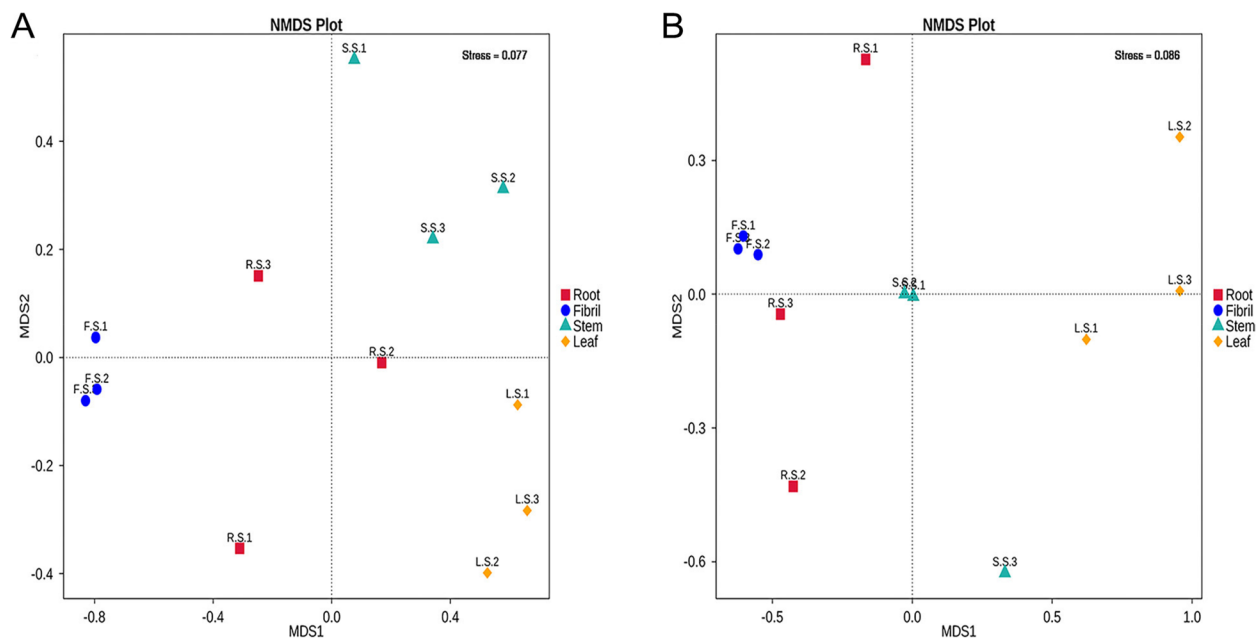 A
NMDS Plot
Stress = 0.077
S.S.1
S.S.2
S.S.3
R.S.3
F.S.1
R.S.2
F.S.2
L.S.1
L.S.3
R.S.1
L.S.2
0.4
0.2
0.0
-0.2
-0.4
MDS2
-0.8
-0.4
0.0
0.4
MDS1
Root
Fibril
Stem
Leaf
B
NMDS Plot
Stress = 0.086
R.S.1
L.S.2
F.S.1
F.S.2
L.S.3
S.S.2
R.S.3
L.S.1
R.S.2
S.S.3
0.3
0.0
-0.3
-0.6
MDS2
-0.5
0.0
0.5
1.0
MDS1
Root
Fibril
Stem
Leaf